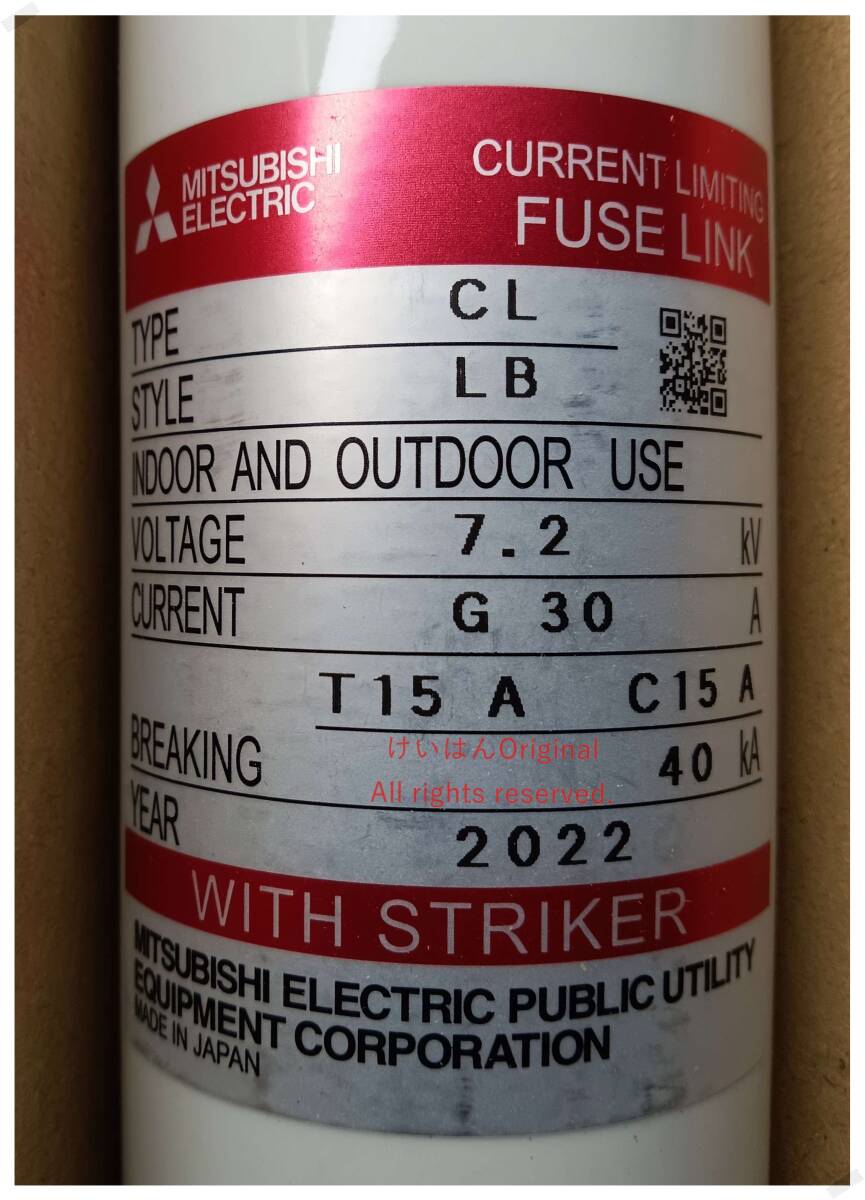 MITSUBISHI
ELECTRIC
CURRENT LIMITING
FUSE LINK
TYPE CL
STYLE LB
INDOOR AND OUTDOOR USE
VOLTAGE 7.2 kV
CURRENT G 30 A
T15 A C15 A
BREAKING 40 kA
けいはんOriginal
All rights reserved.
YEAR 2022
WITH STRIKER
MITSUBISHI ELECTRIC PUBLIC UTILITY
EQUIPMENT CORPORATION
MADE IN JAPAN